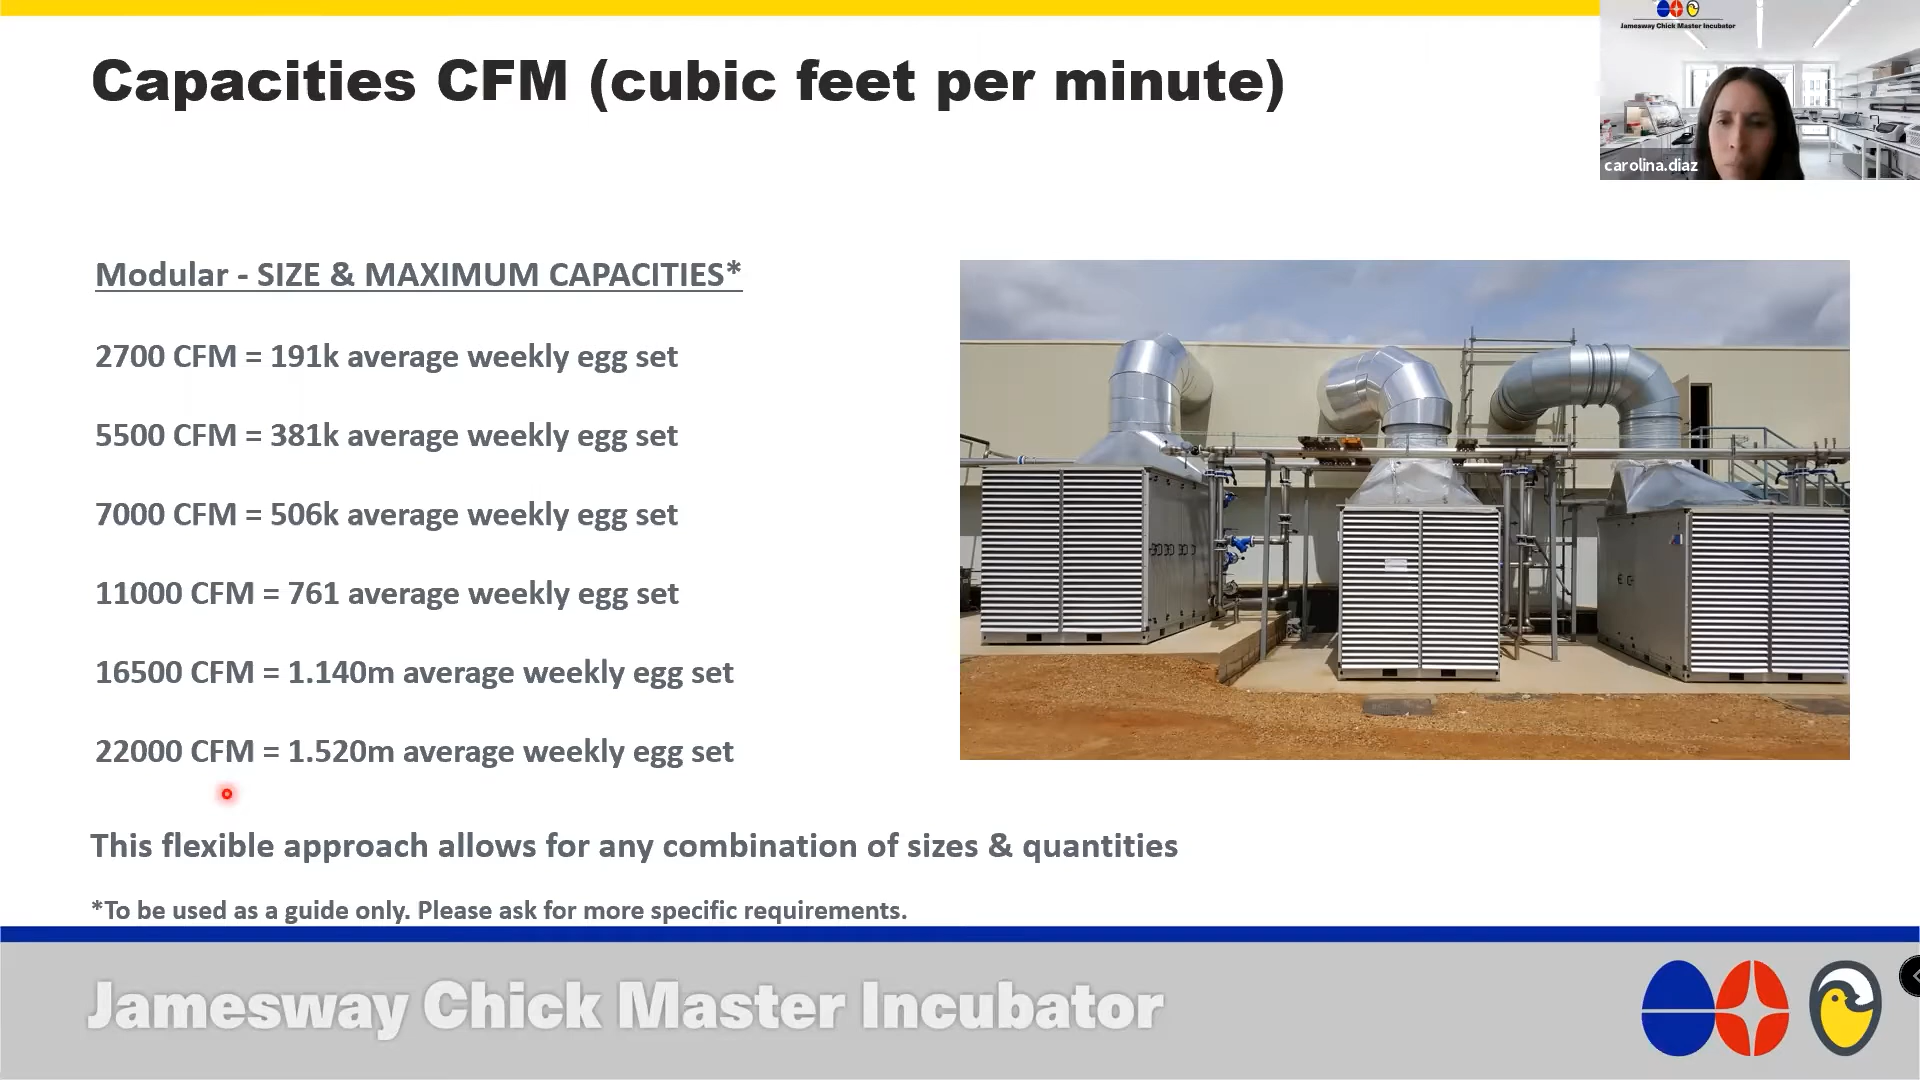 Capacities CFM (cubic feet per minute)
Jamesway Chick Master Incubator
carolina.diaz
Modular - SIZE & MAXIMUM CAPACITIES*
2700 CFM = 191k average weekly egg set
5500 CFM = 381k average weekly egg set
7000 CFM = 506k average weekly egg set
11000 CFM = 761 average weekly egg set
16500 CFM = 1.140m average weekly egg set
22000 CFM = 1.520m average weekly egg set
This flexible approach allows for any combination of sizes & quantities
*To be used as a guide only. Please ask for more specific requirements.
Jamesway Chick Master Incubator